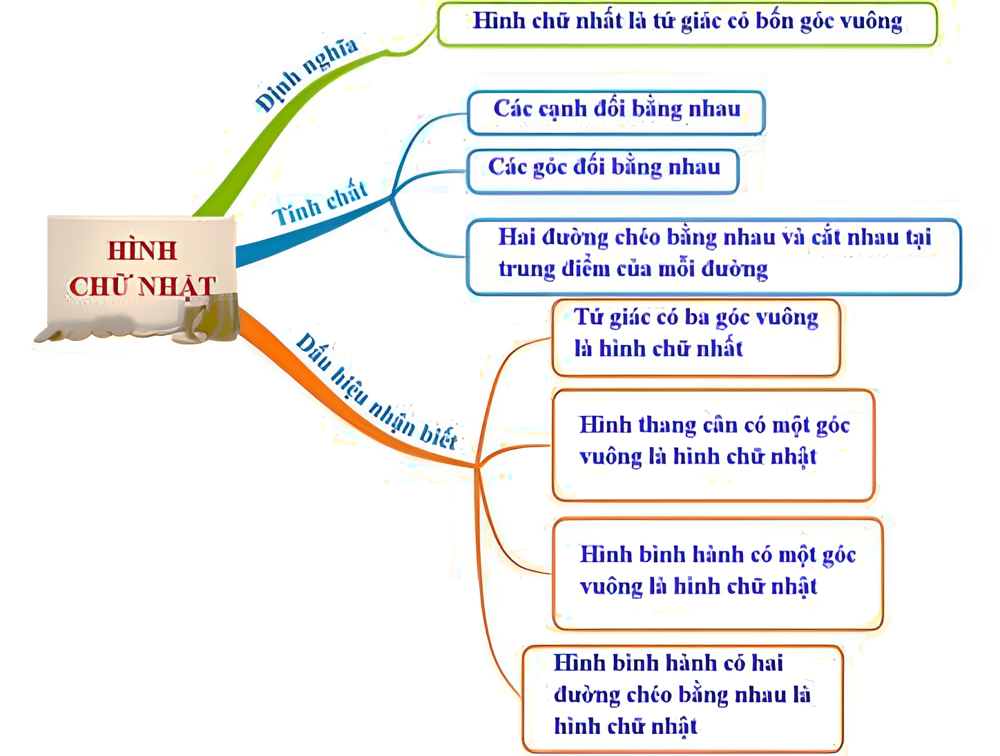 Hình chữ nhất là tứ giác có bốn góc vuông
Định nghĩa
Các cạnh đối bằng nhau
Các góc đối bằng nhau
Tính chất
Hai đường chéo bằng nhau và cắt nhau tại
trung điểm của mỗi đường
HÌNH
CHỮ NHẬT
Tứ giác có ba góc vuông
là hình chữ nhất
Dấu hiệu nhận biết
Hình thang cân có một góc
vuông là hình chữ nhật
Hình bình hành có một góc
vuông là hình chữ nhật
Hình bình hành có hai
đường chéo bằng nhau là
hình chữ nhật